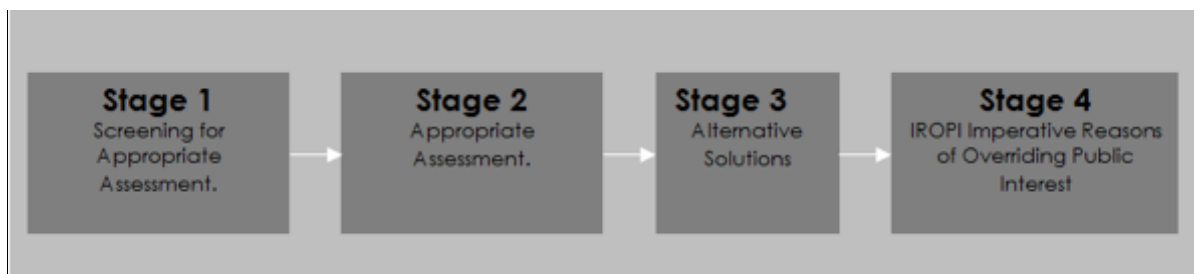 Stage 1
Screening for
Appropriate
Assessment.
Stage 2
Appropriate
Assessment.
Stage 3
Alternative
Solutions
Stage 4
IROPI Imperative Reasons
of Overriding Public
Interest